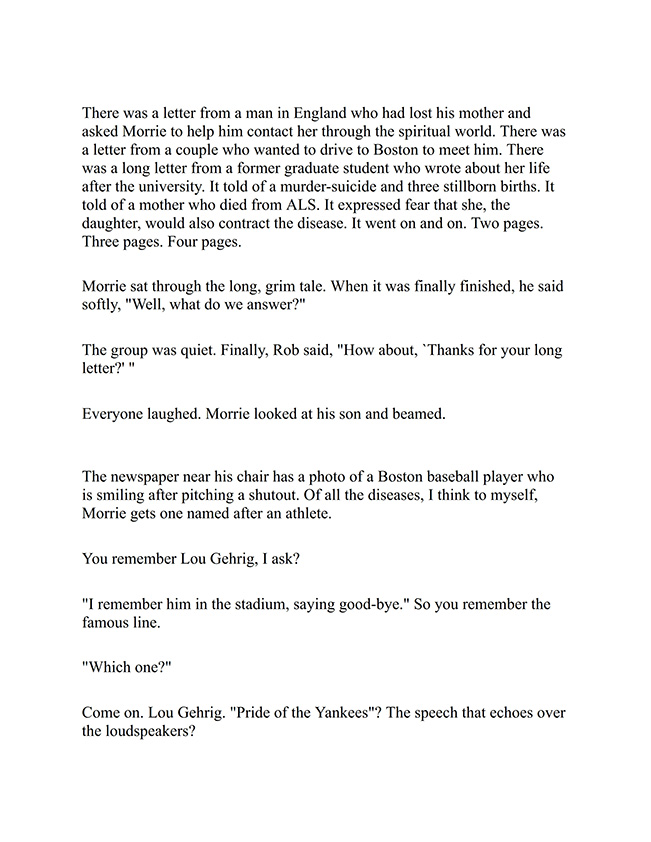 There was a letter from a man in England who had lost his mother and
asked Morrie to help him contact her through the spiritual world. There was
a letter from a couple who wanted to drive to Boston to meet him. There
was a long letter from a former graduate student who wrote about her life
after the university. It told of a murder-suicide and three stillborn births. It
told of a mother who died from ALS. It expressed fear that she, the
daughter, would also contract the disease. It went on and on. Two pages.
Three pages. Four pages.
Morrie sat through the long, grim tale. When it was finally finished, he said
softly, "Well, what do we answer?"
The group was quiet. Finally, Rob said, "How about, `Thanks for your long
letter?' "
Everyone laughed. Morrie looked at his son and beamed.
The newspaper near his chair has a photo of a Boston baseball player who
is smiling after pitching a shutout. Of all the diseases, I think to myself,
Morrie gets one named after an athlete.
You remember Lou Gehrig, I ask?
"I remember him in the stadium, saying good-bye." So you remember the
famous line.
"Which one?"
Come on. Lou Gehrig. "Pride of the Yankees"? The speech that echoes over
the loudspeakers?